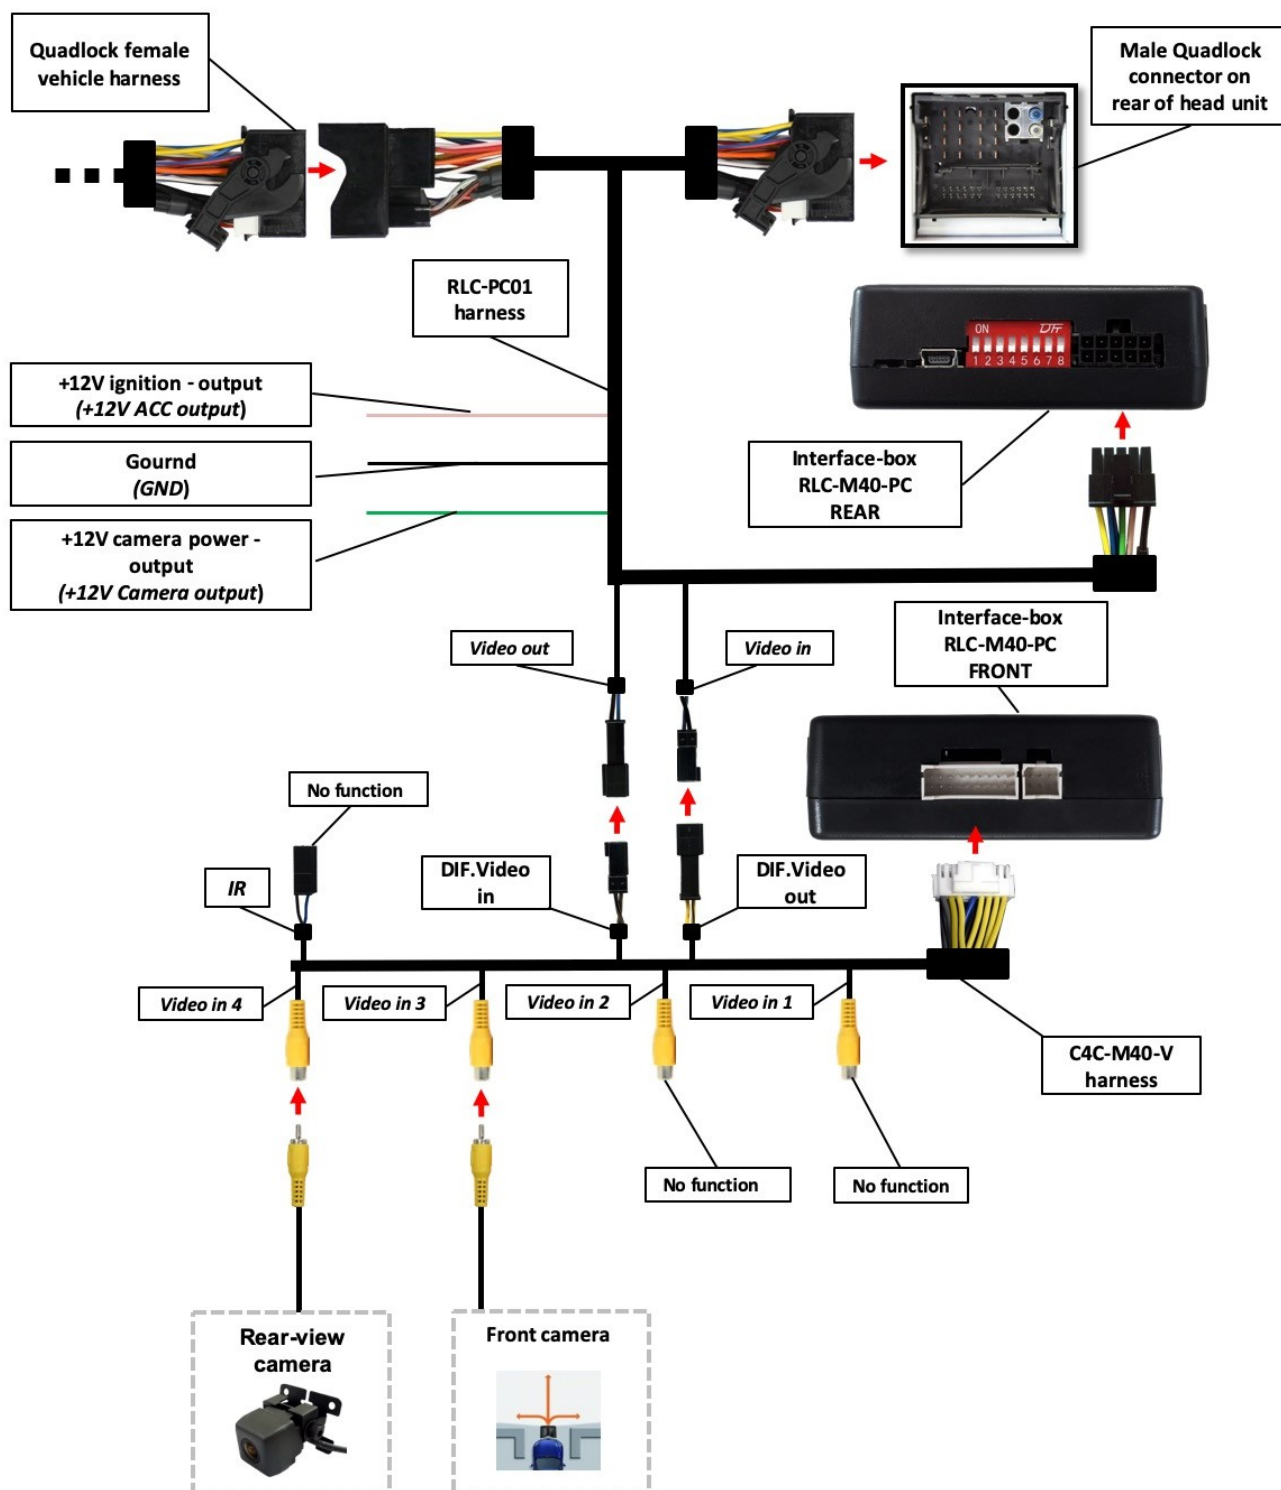 Quadlock female
vehicle harness
Male Quadlock
connector on
rear of head unit
RLC-PC01
harness
ON
DTF
1 2 3 4 5 6 7 8
+12V ignition - output
(+12V ACC output)
Gournd
(GND)
+12V camera power -
output
(+12V Camera output)
Interface-box
RLC-M40-PC
REAR
Interface-box
RLC-M40-PC
FRONT
Video out
Video in
No function
IR
DIF.Video
in
DIF.Video
out
Video in 4
Video in 3
Video in 2
Video in 1
C4C-M40-V
harness
No function
No function
Rear-view
camera
Front camera